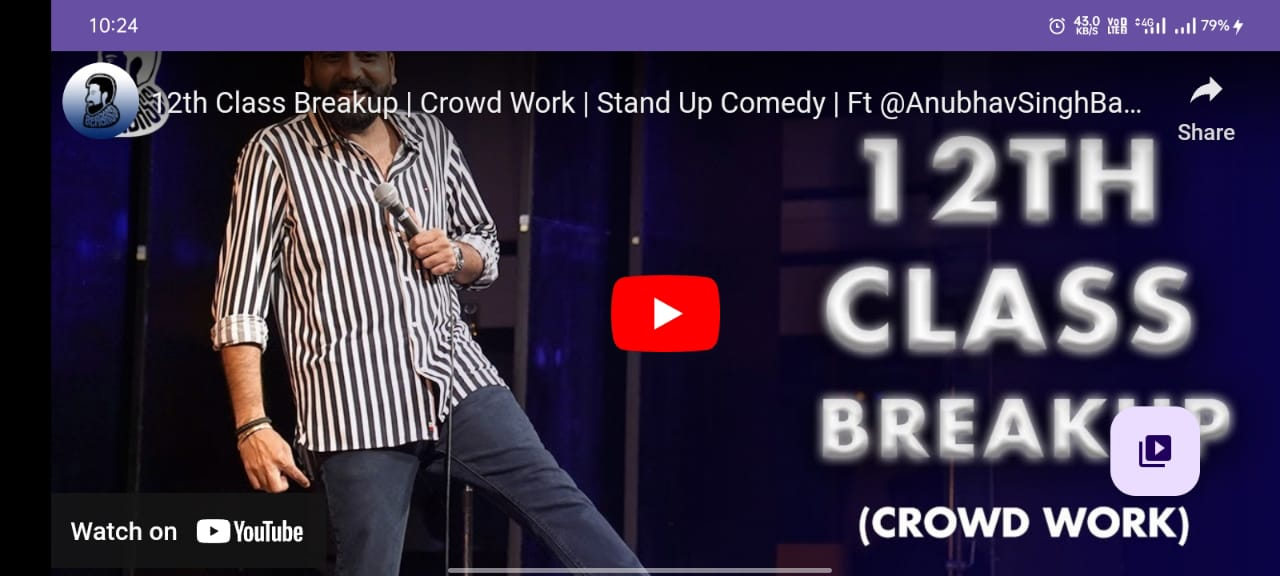 10:24
43.0
KB/S
VoD
LTE
4G
79%
12th Class Breakup | Crowd Work | Stand Up Comedy | Ft @AnubhavSinghBa...
Share
12TH
CLASS
BREAKUP
(CROWD WORK)
Watch on YouTube